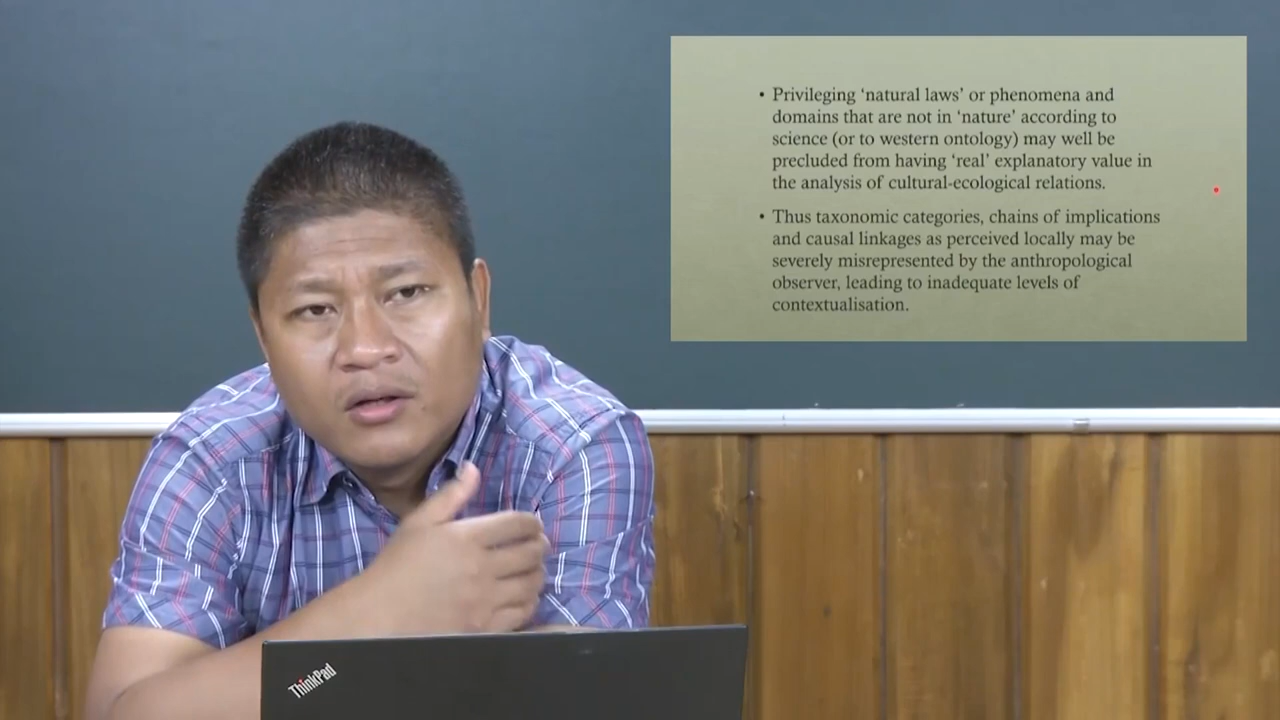 • Privileging ‘natural laws’ or phenomena and
domains that are not in ‘nature’ according to
science (or to western ontology) may well be
precluded from having ‘real’ explanatory value in
the analysis of cultural-ecological relations.
• Thus taxonomic categories, chains of implications
and causal linkages as perceived locally may be
severely misrepresented by the anthropological
observer, leading to inadequate levels of
contextualisation.
ThinkPad